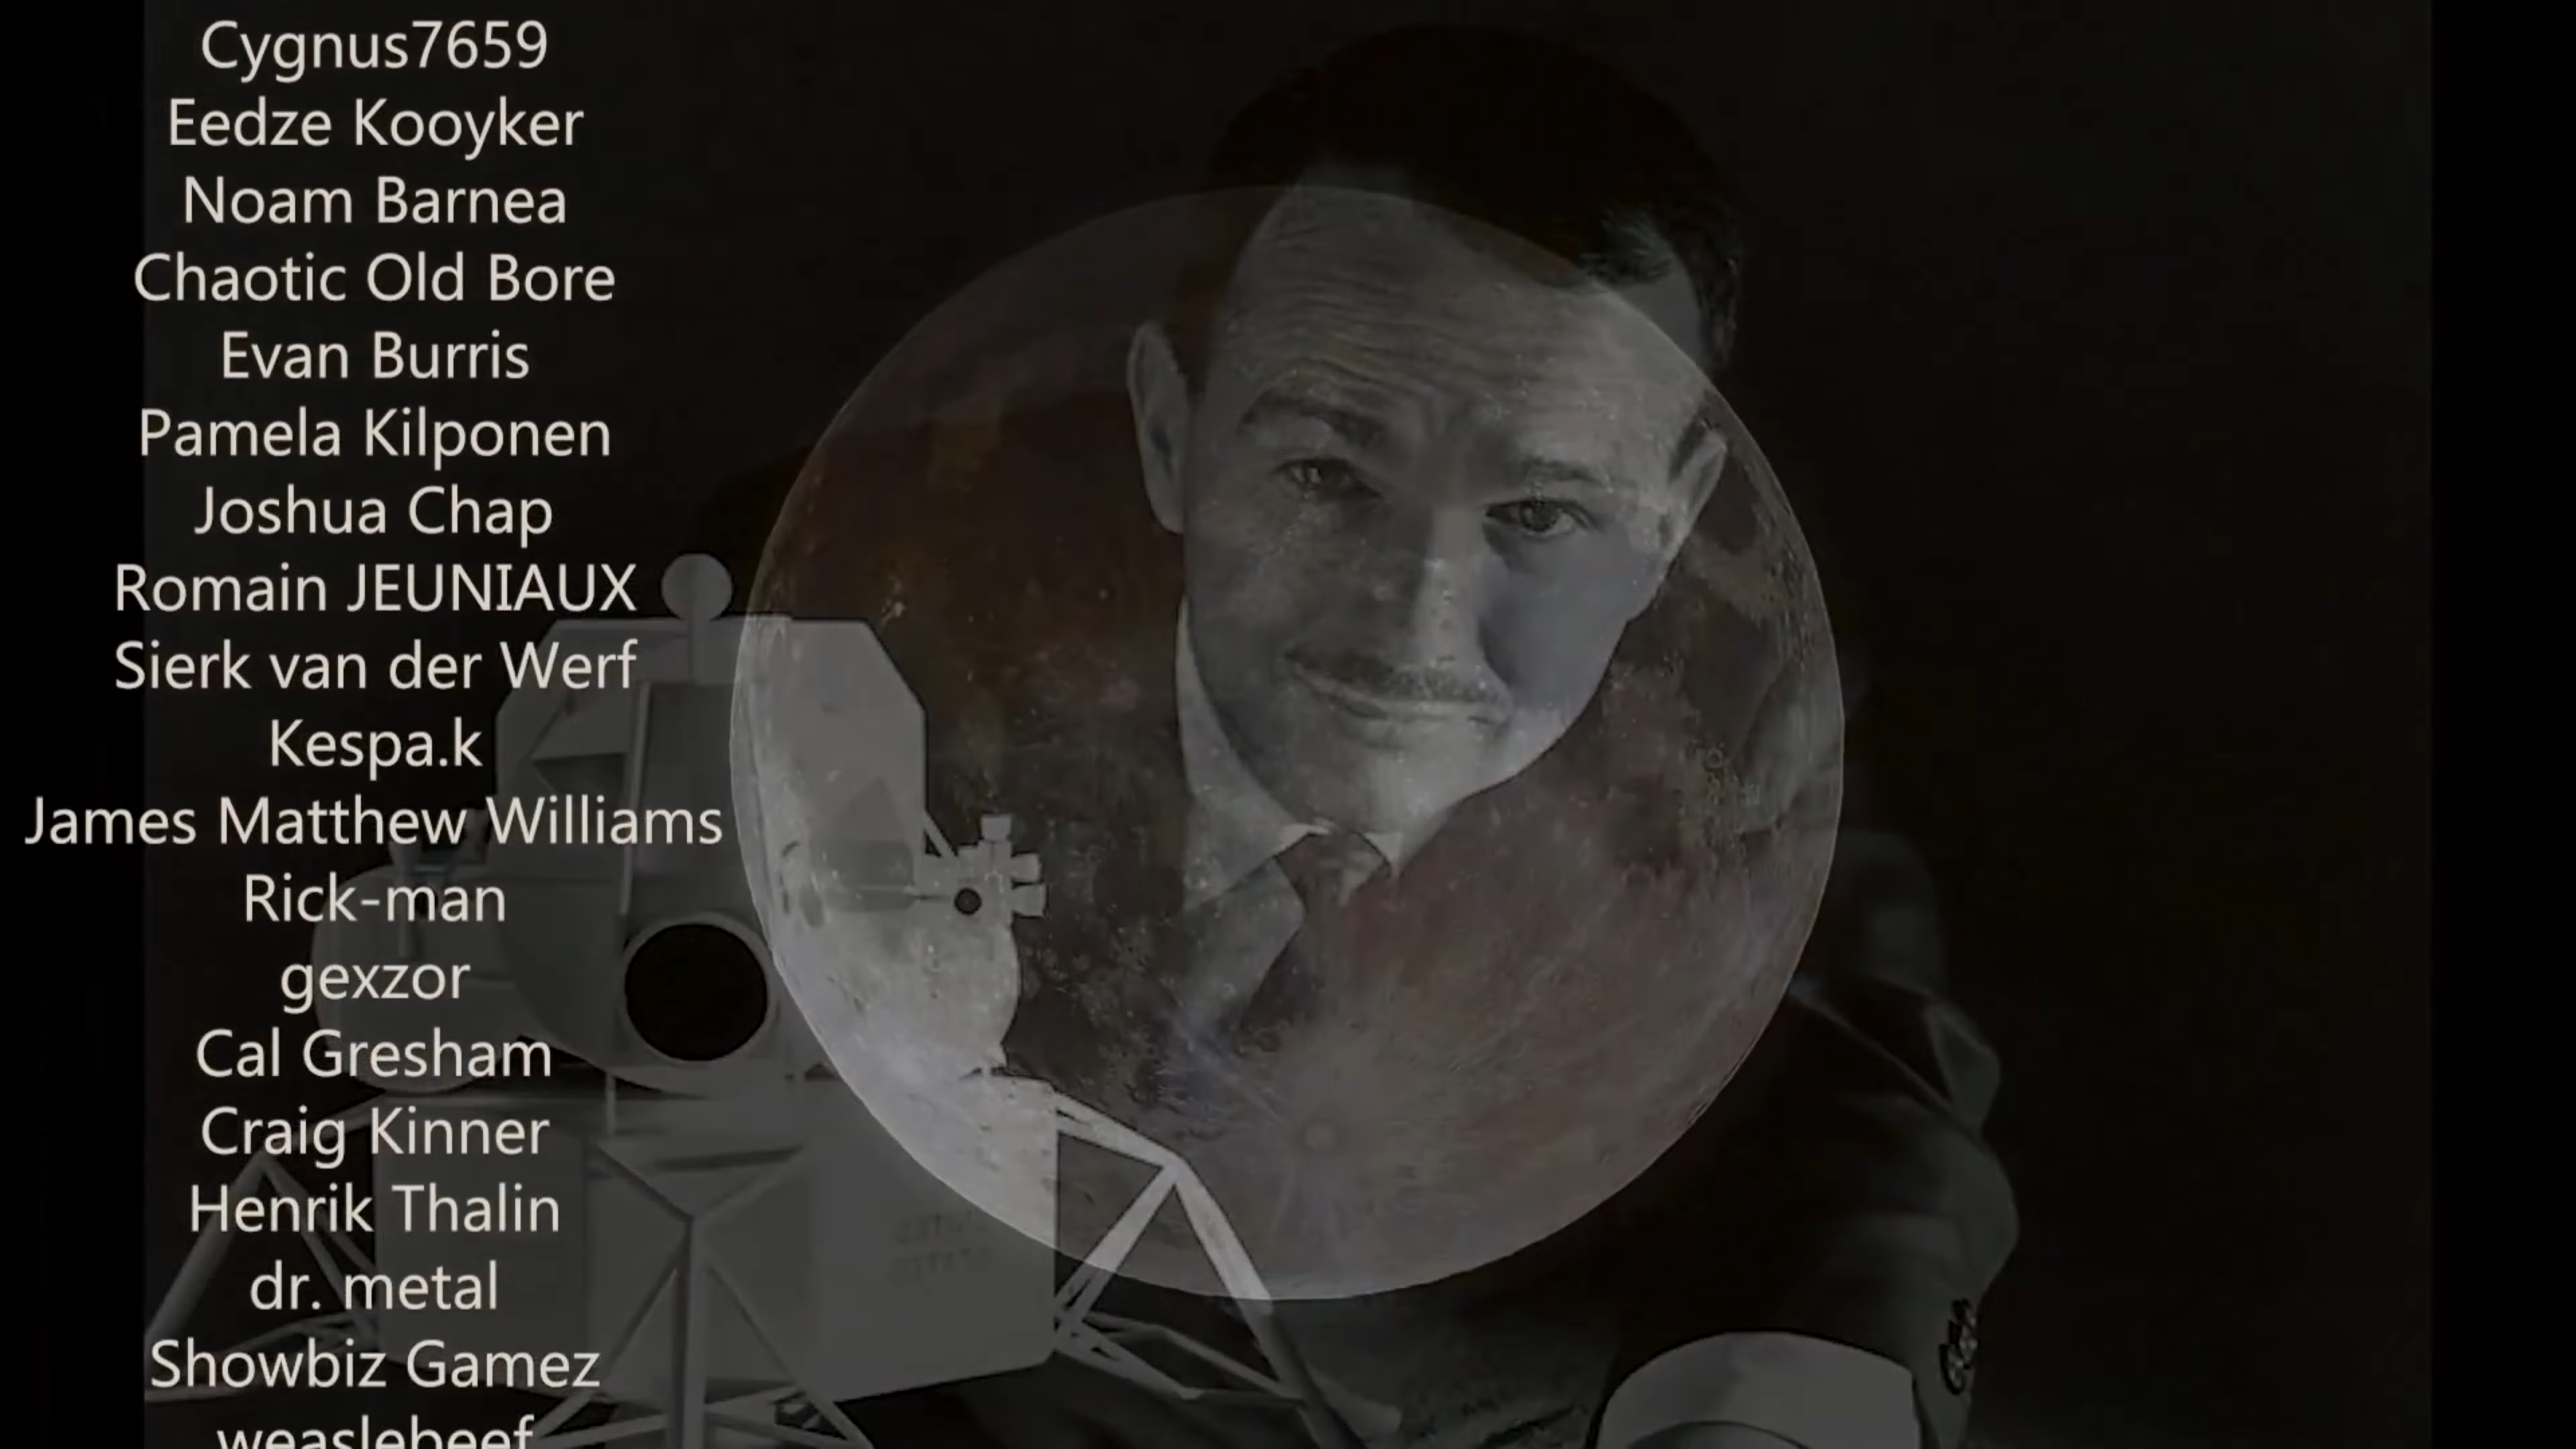 Cygnus7659
Eedze Kooyker
Noam Barnea
Chaotic Old Bore
Evan Burris
Pamela Kilponen
Joshua Chap
Romain JEUNIAUX
Sierk van der Werf
Kespa.k
James Matthew Williams
Rick-man
gexzor
Cal Gresham
Craig Kinner
Henrik Thalin
dr. metal
Showbiz Gamez
weaslebeef